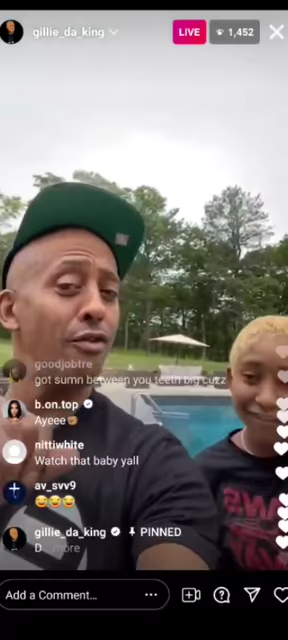 gillie_da_king
LIVE
1,452
goodjobtre
got sumn between you teeth big cuzz
b.on.top
Ayeee
nittiwhite
Watch that baby yall
av_svv9
gillie_da_king PINNED
D... more
Add a Comment...